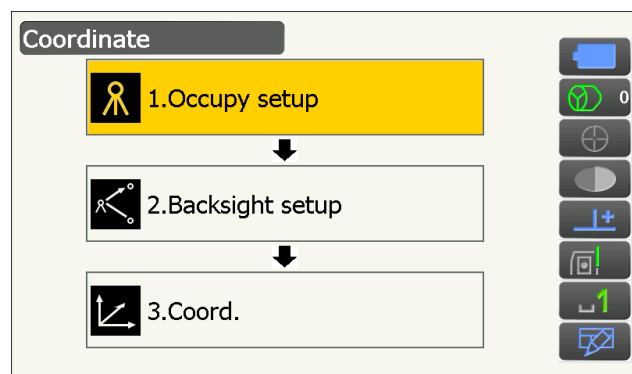 Coordinate
1.Occupy setup
0
2.Backsight setup
3.Coord.
1